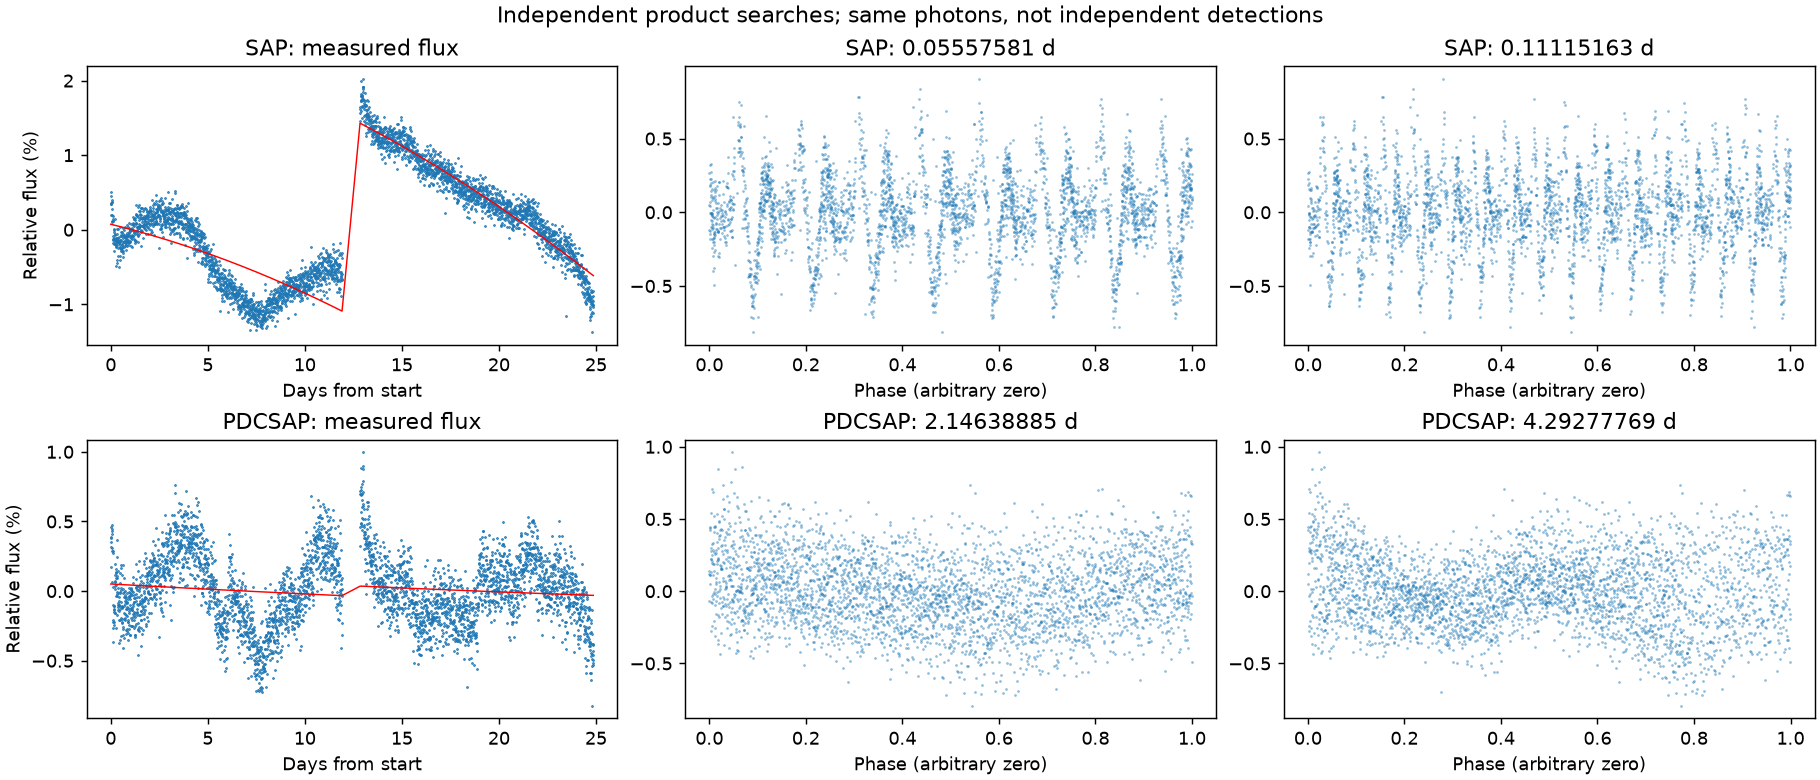 Independent product searches; same photons, not independent detections
SAP: measured flux
SAP: 0.05557581 d
SAP: 0.11115163 d
Relative flux (%)
2
1
0
−1
0.5
0.0
−0.5
0.5
0.0
−0.5
0 5 10 15 20 25
0.0 0.2 0.4 0.6 0.8 1.0
0.0 0.2 0.4 0.6 0.8 1.0
Days from start
Phase (arbitrary zero)
Phase (arbitrary zero)
PDCSAP: measured flux
PDCSAP: 2.14638885 d
PDCSAP: 4.29277769 d
Relative flux (%)
1.0
0.5
0.0
−0.5
1.0
0.5
0.0
−0.5
1.0
0.5
0.0
−0.5
0 5 10 15 20 25
0.0 0.2 0.4 0.6 0.8 1.0
0.0 0.2 0.4 0.6 0.8 1.0
Days from start
Phase (arbitrary zero)
Phase (arbitrary zero)